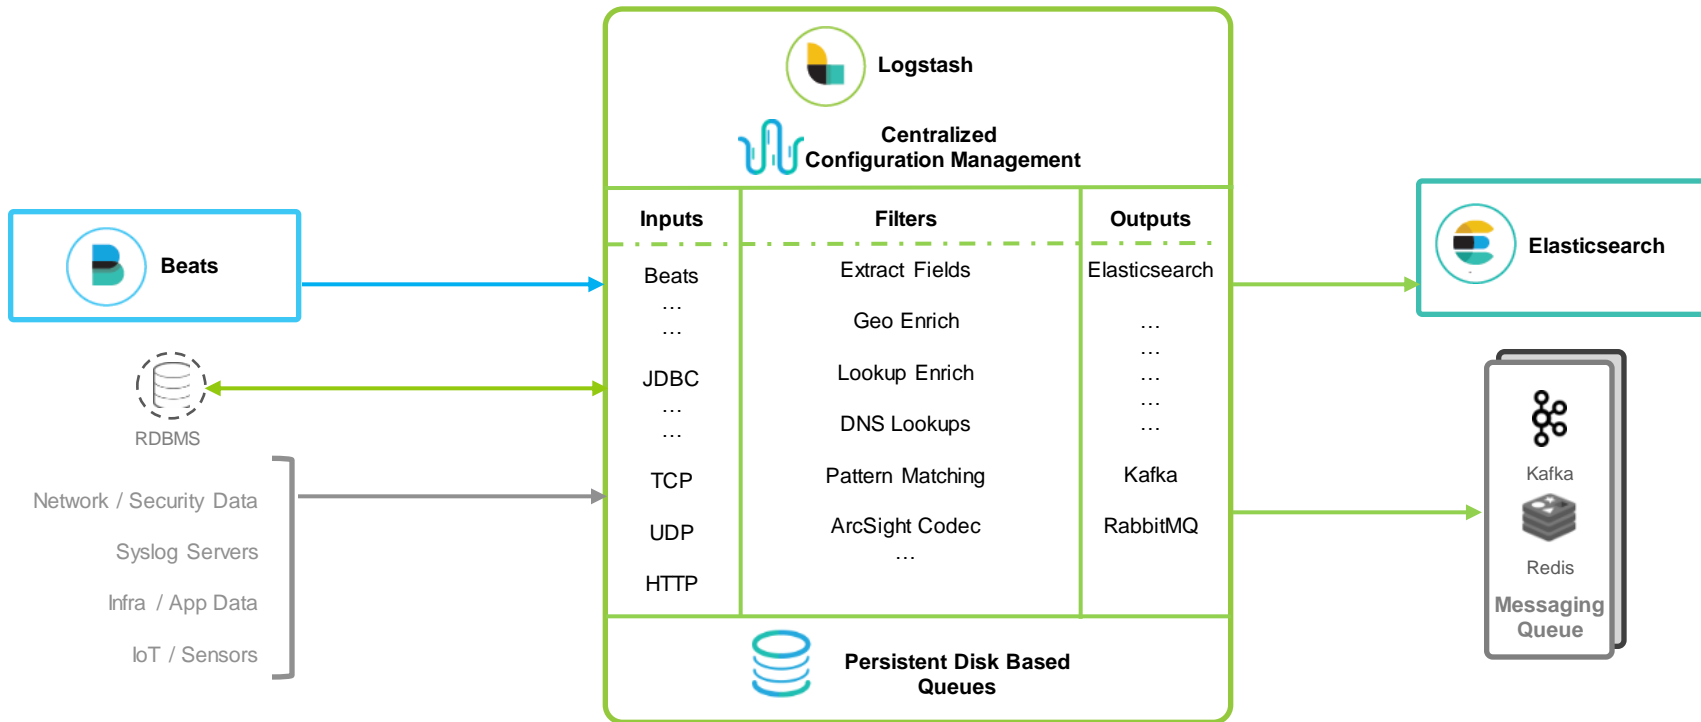 Logstash
Centralized
Configuration Management
Beats
RDBMS
Network / Security Data
Syslog Servers
Infra / App Data
IoT / Sensors
Inputs
Beats
…
…
JDBC
…
…
TCP
UDP
HTTP
Filters
Extract Fields
Geo Enrich
Lookup Enrich
DNS Lookups
Pattern Matching
ArcSight Codec
…
Outputs
Elasticsearch
…
…
…
…
…
Kafka
RabbitMQ
Persistent Disk Based
Queues
Elasticsearch
Kafka
Redis
Messaging
Queue